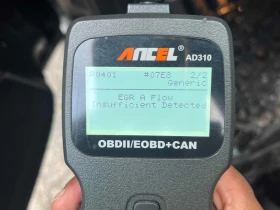 ANCEL
AD310
P0401 #07E8 2/2
Generic
EGR A Flow
Insufficient Detected
OBDII/EOBD+CAN